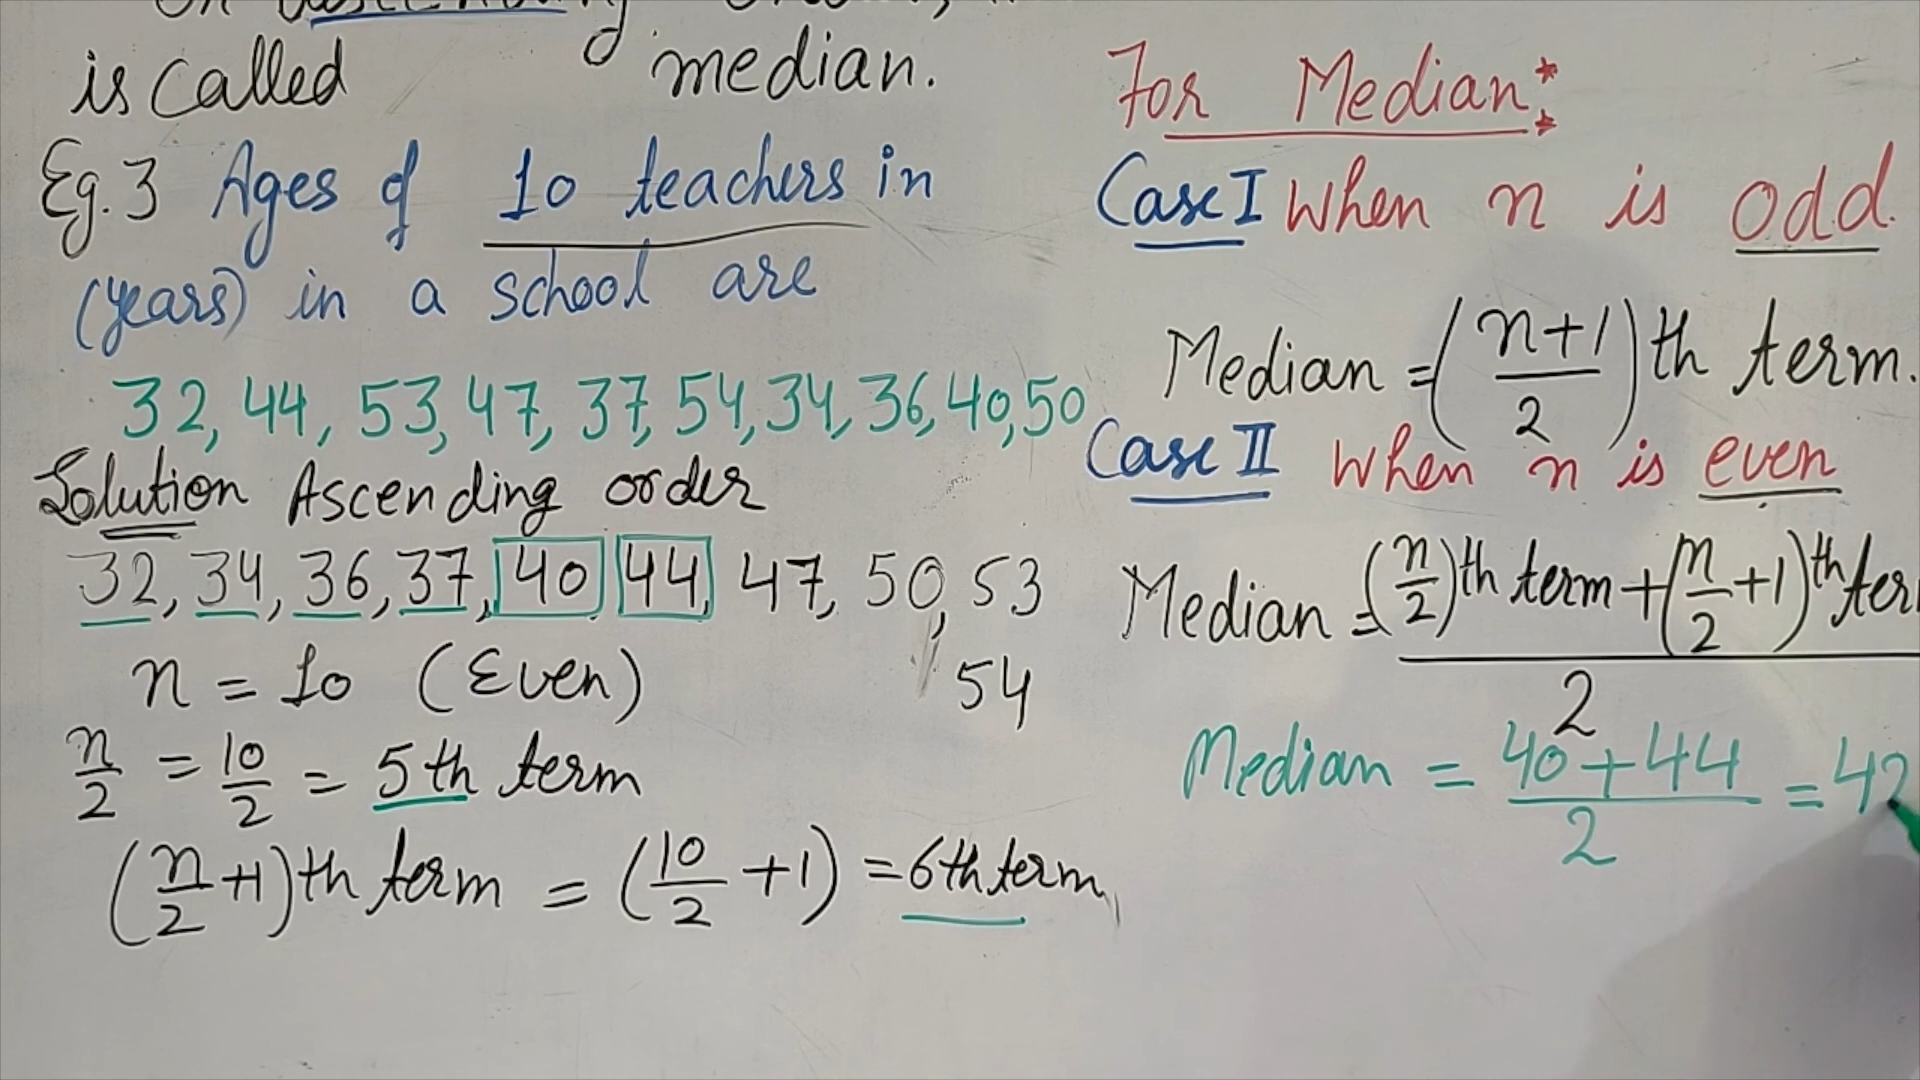 is called median.
Eg.3 Ages of 10 teachers in
(years) in a school are
32, 44, 53, 47, 37, 54, 34, 36, 40, 50
Solution Ascending order
32, 34, 36, 37, 40, 44, 47, 50, 53,
54
n = 10 (Even)
n/2 = 10/2 = 5th term
(n/2 + 1)th term = (10/2 + 1) = 6th term
For Median:
Case I When n is odd.
Median = (n+1/2)th term.
Case II When n is even
Median = (n/2)th term + (n/2 + 1)th ter
2
Median = 40 + 44 / 2 = 42